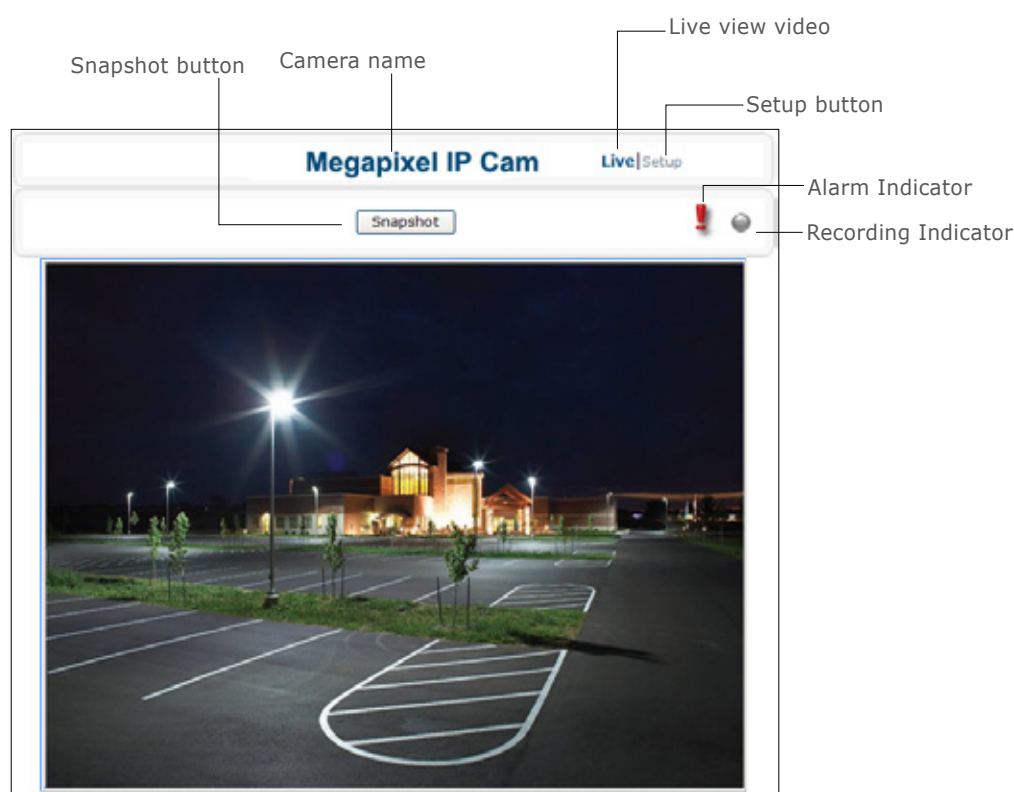 Live view video
Snapshot button
Camera name
Setup button
Megapixel IP Cam
Live|Setup
Alarm Indicator
Snapshot
Recording Indicator